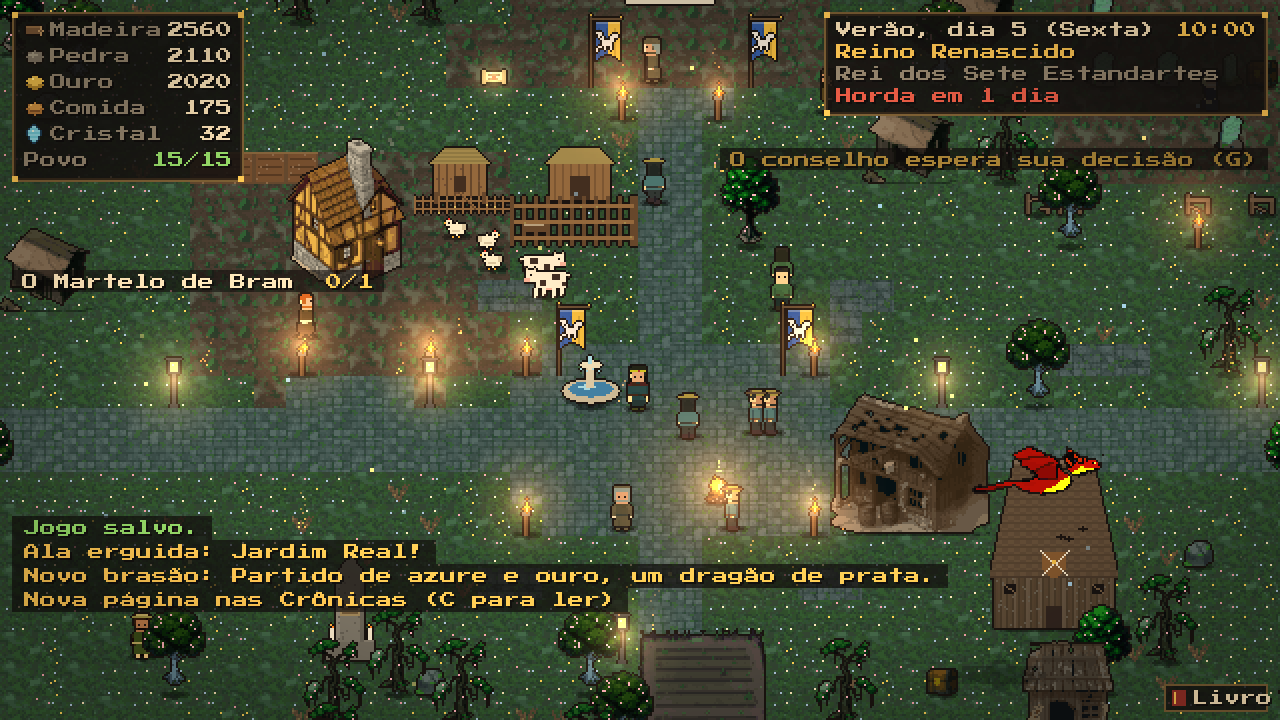 Madeira 2560
Pedra 2110
Ouro 2020
Comida 175
Cristal 32
Povo 15/15
Verão, dia 5 (Sexta) 10:00
Reino Renascido
Rei dos Sete Estandartes
Horda em 1 dia
O conselho espera sua decisão (G)
O Martelo de Bram 0/1
Jogo salvo.
Ala erguida: Jardim Real!
Novo brasão: Partido de azure e ouro, um dragão de prata.
Nova página nas Crônicas (C para ler)
Livro